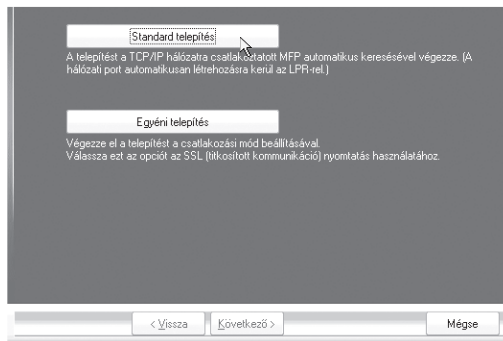 Standard telepítés
A telepítést a TCP/IP hálózatra csatlakoztatott MFP automatikus keresésével végezze. (A
hálózati port automatikusan létrehozásra kerül az LPR-rel.)
Egyéni telepítés
Végezze el a telepítést a csatlakozási mód beállításával.
Válassza ezt az opciót az SSL (titkosított kommunikáció) nyomtatás használatához.
< Vissza Következő > Mégse